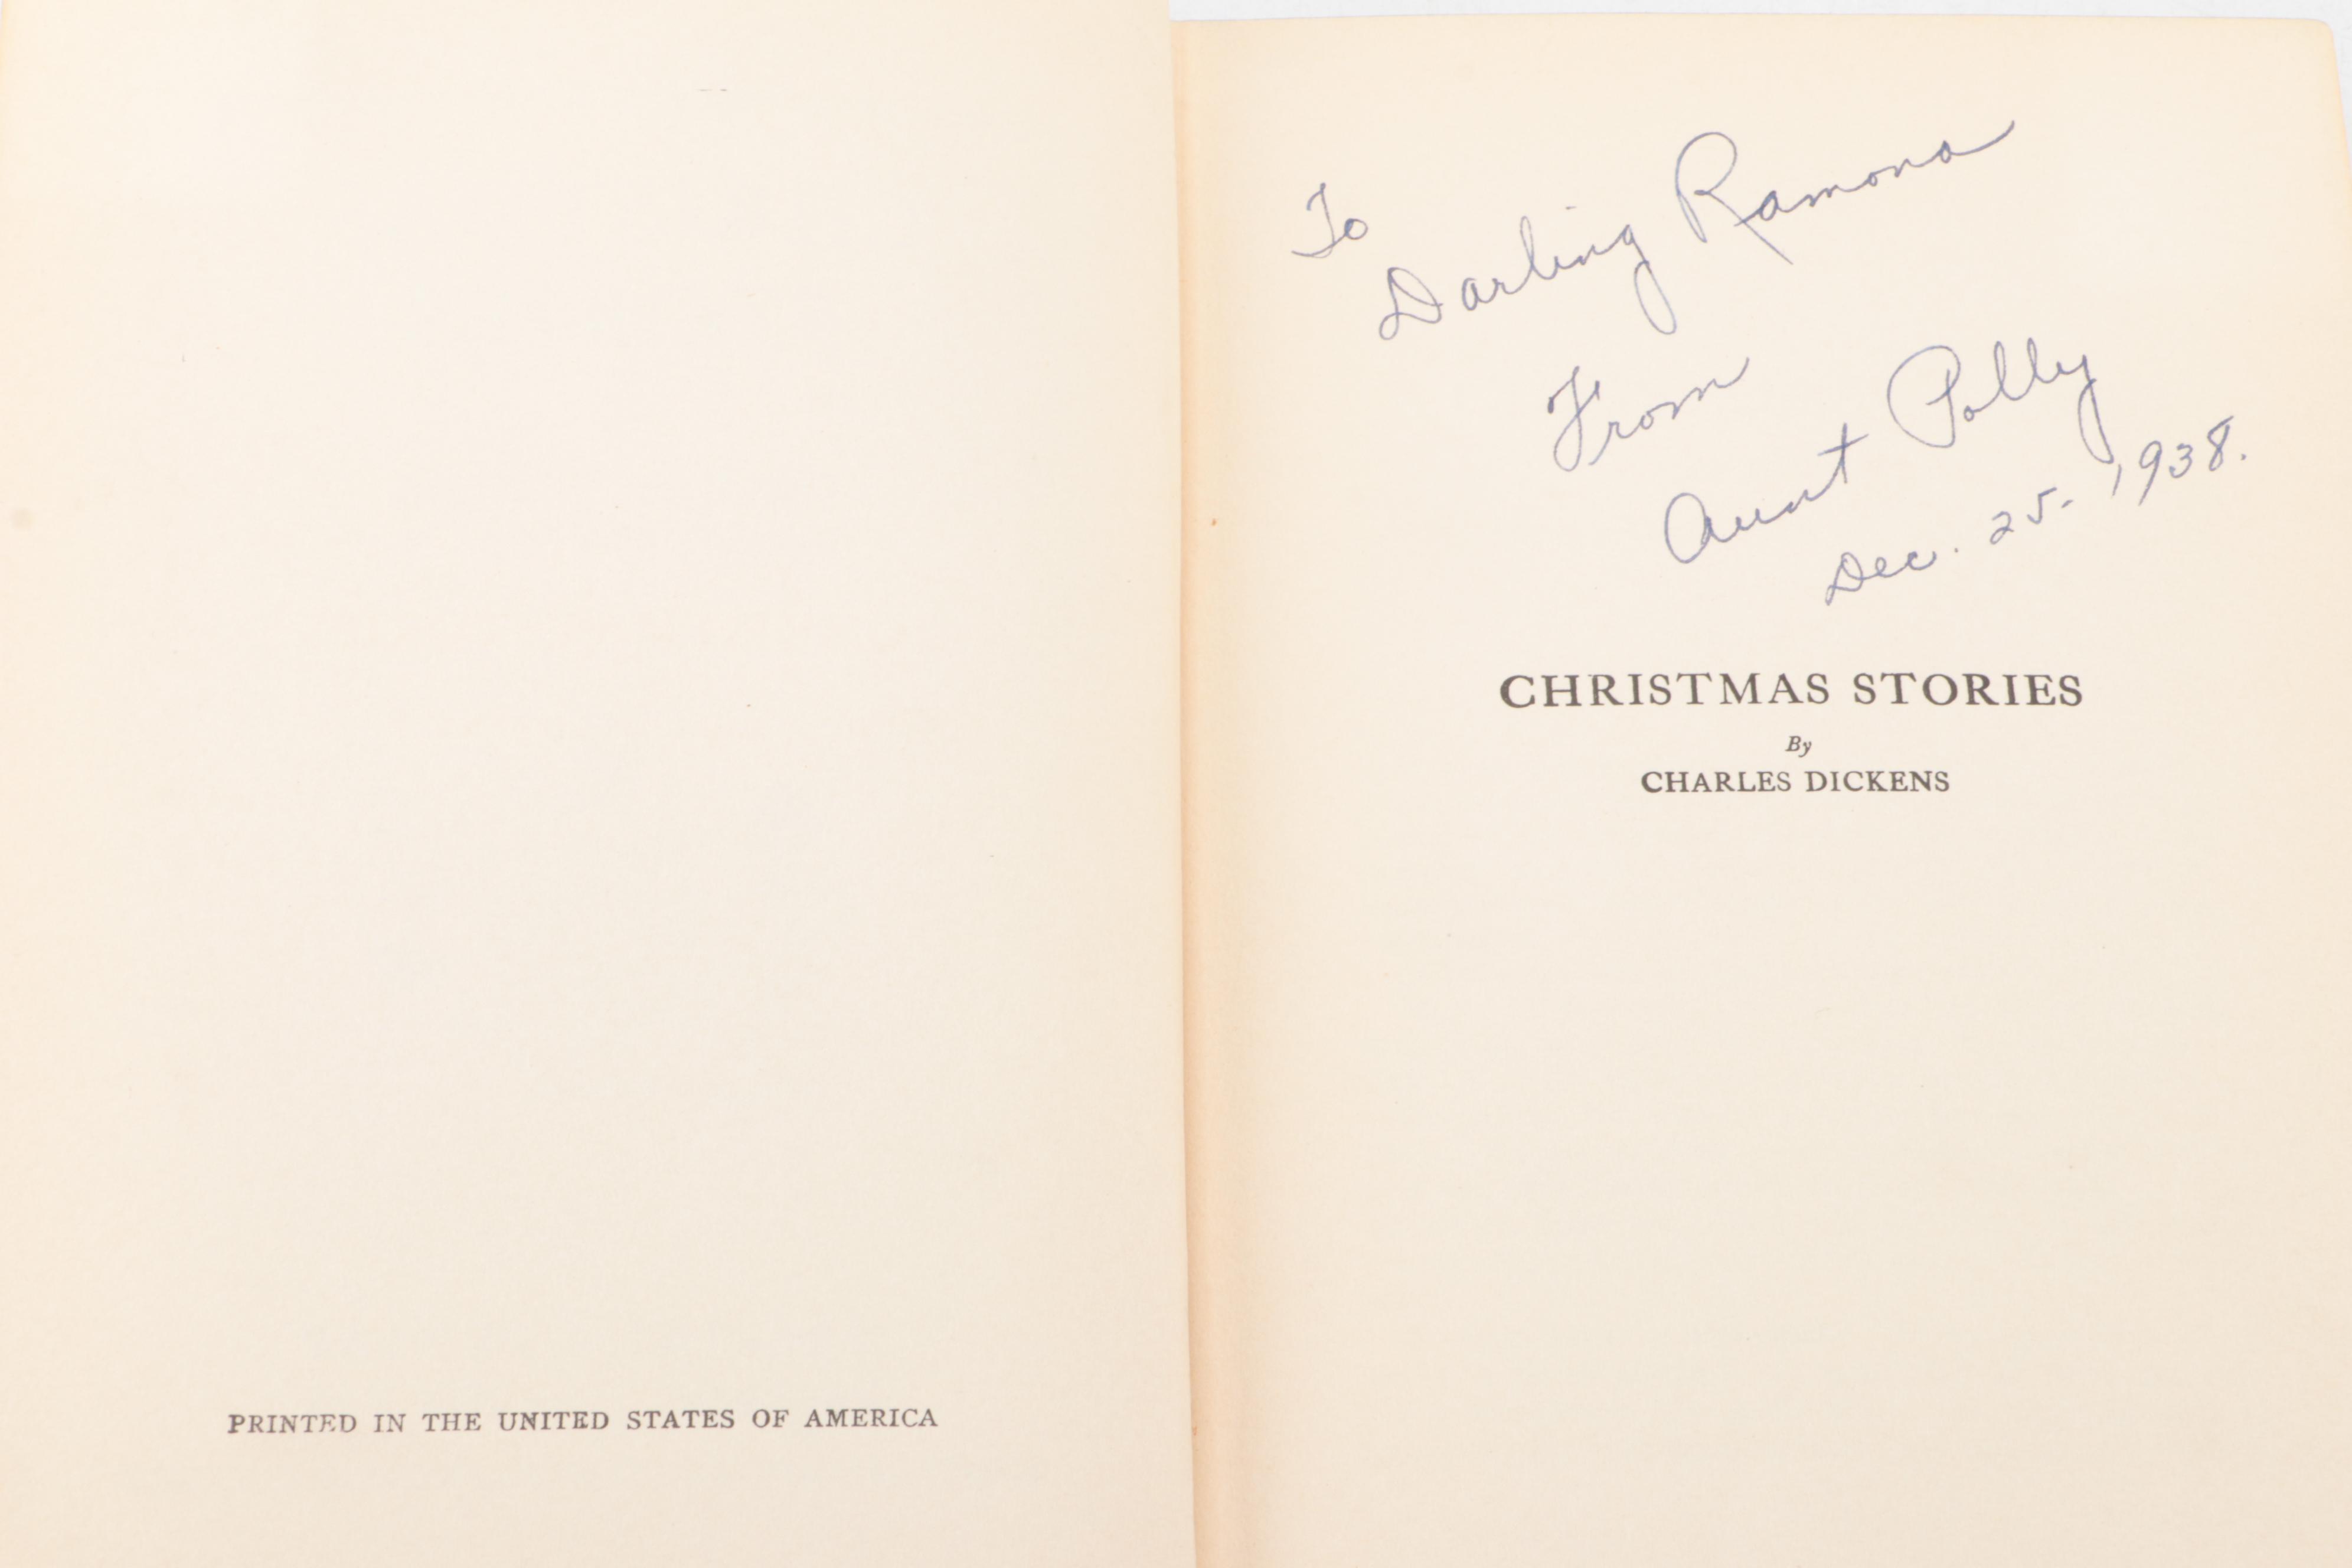 PRINTED IN THE UNITED STATES OF AMERICA
To
Darling Ramona
From
Aunt Polly
Dec. 25- 1938.
CHRISTMAS STORIES
By
CHARLES DICKENS